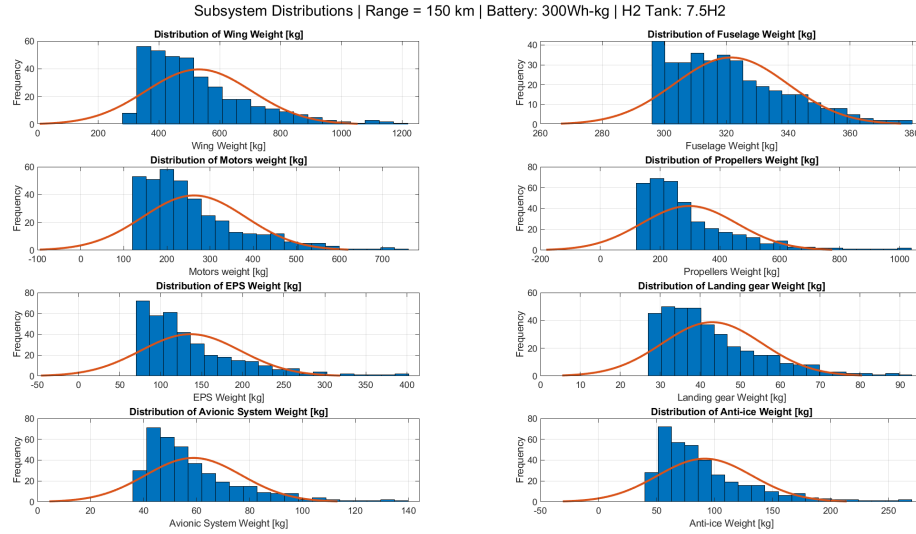 Subsystem Distributions | Range = 150 km | Battery: 300Wh-kg | H2 Tank: 7.5H2
Distribution of Wing Weight [kg]
Frequency
60
40
20
0
0 200 400 600 800 1000 1200
Wing Weight [kg]
Distribution of Fuselage Weight [kg]
Frequency
40
30
20
10
0
260 280 300 320 340 360 380
Fuselage Weight [kg]
Distribution of Motors weight [kg]
Frequency
60
40
20
0
-100 0 100 200 300 400 500 600 700
Motors weight [kg]
Distribution of Propellers Weight [kg]
Frequency
80
60
40
20
0
-200 0 200 400 600 800 1000
Propellers Weight [kg]
Distribution of EPS Weight [kg]
Frequency
80
60
40
20
0
-50 0 50 100 150 200 250 300 350 400
EPS Weight [kg]
Distribution of Landing gear Weight [kg]
Frequency
60
40
20
0
0 10 20 30 40 50 60 70 80 90
Landing gear Weight [kg]
Distribution of Avionic System Weight [kg]
Frequency
80
60
40
20
0
0 20 40 60 80 100 120 140
Avionic System Weight [kg]
Distribution of Anti-ice Weight [kg]
Frequency
80
60
40
20
0
-50 0 50 100 150 200 250
Anti-ice Weight [kg]